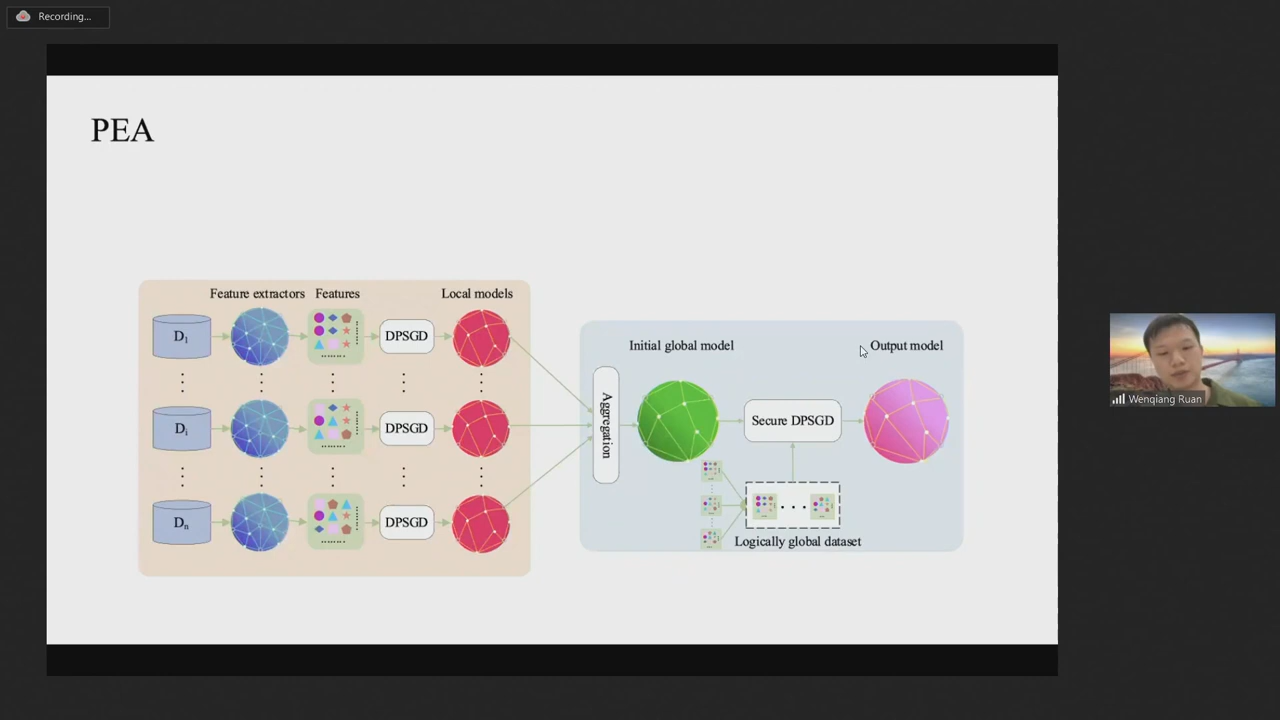 Recording...
PEA
Feature extractors
Features
Local models
D1
DPSGD
Di
DPSGD
Dn
DPSGD
Aggregation
Initial global model
Secure DPSGD
Output model
Logically global dataset
Wenqiang Ruan